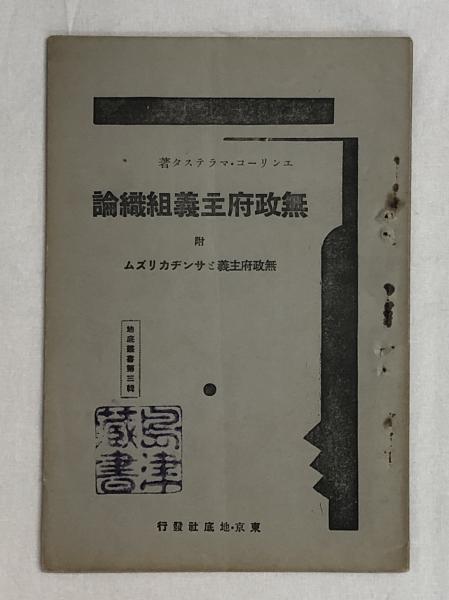 エンリーコ・マラテスタ著
無政府主義組織論
附
無政府主義とサンヂカリズム
地底叢書第三輯
島津
蔵書
東京・地底社發行